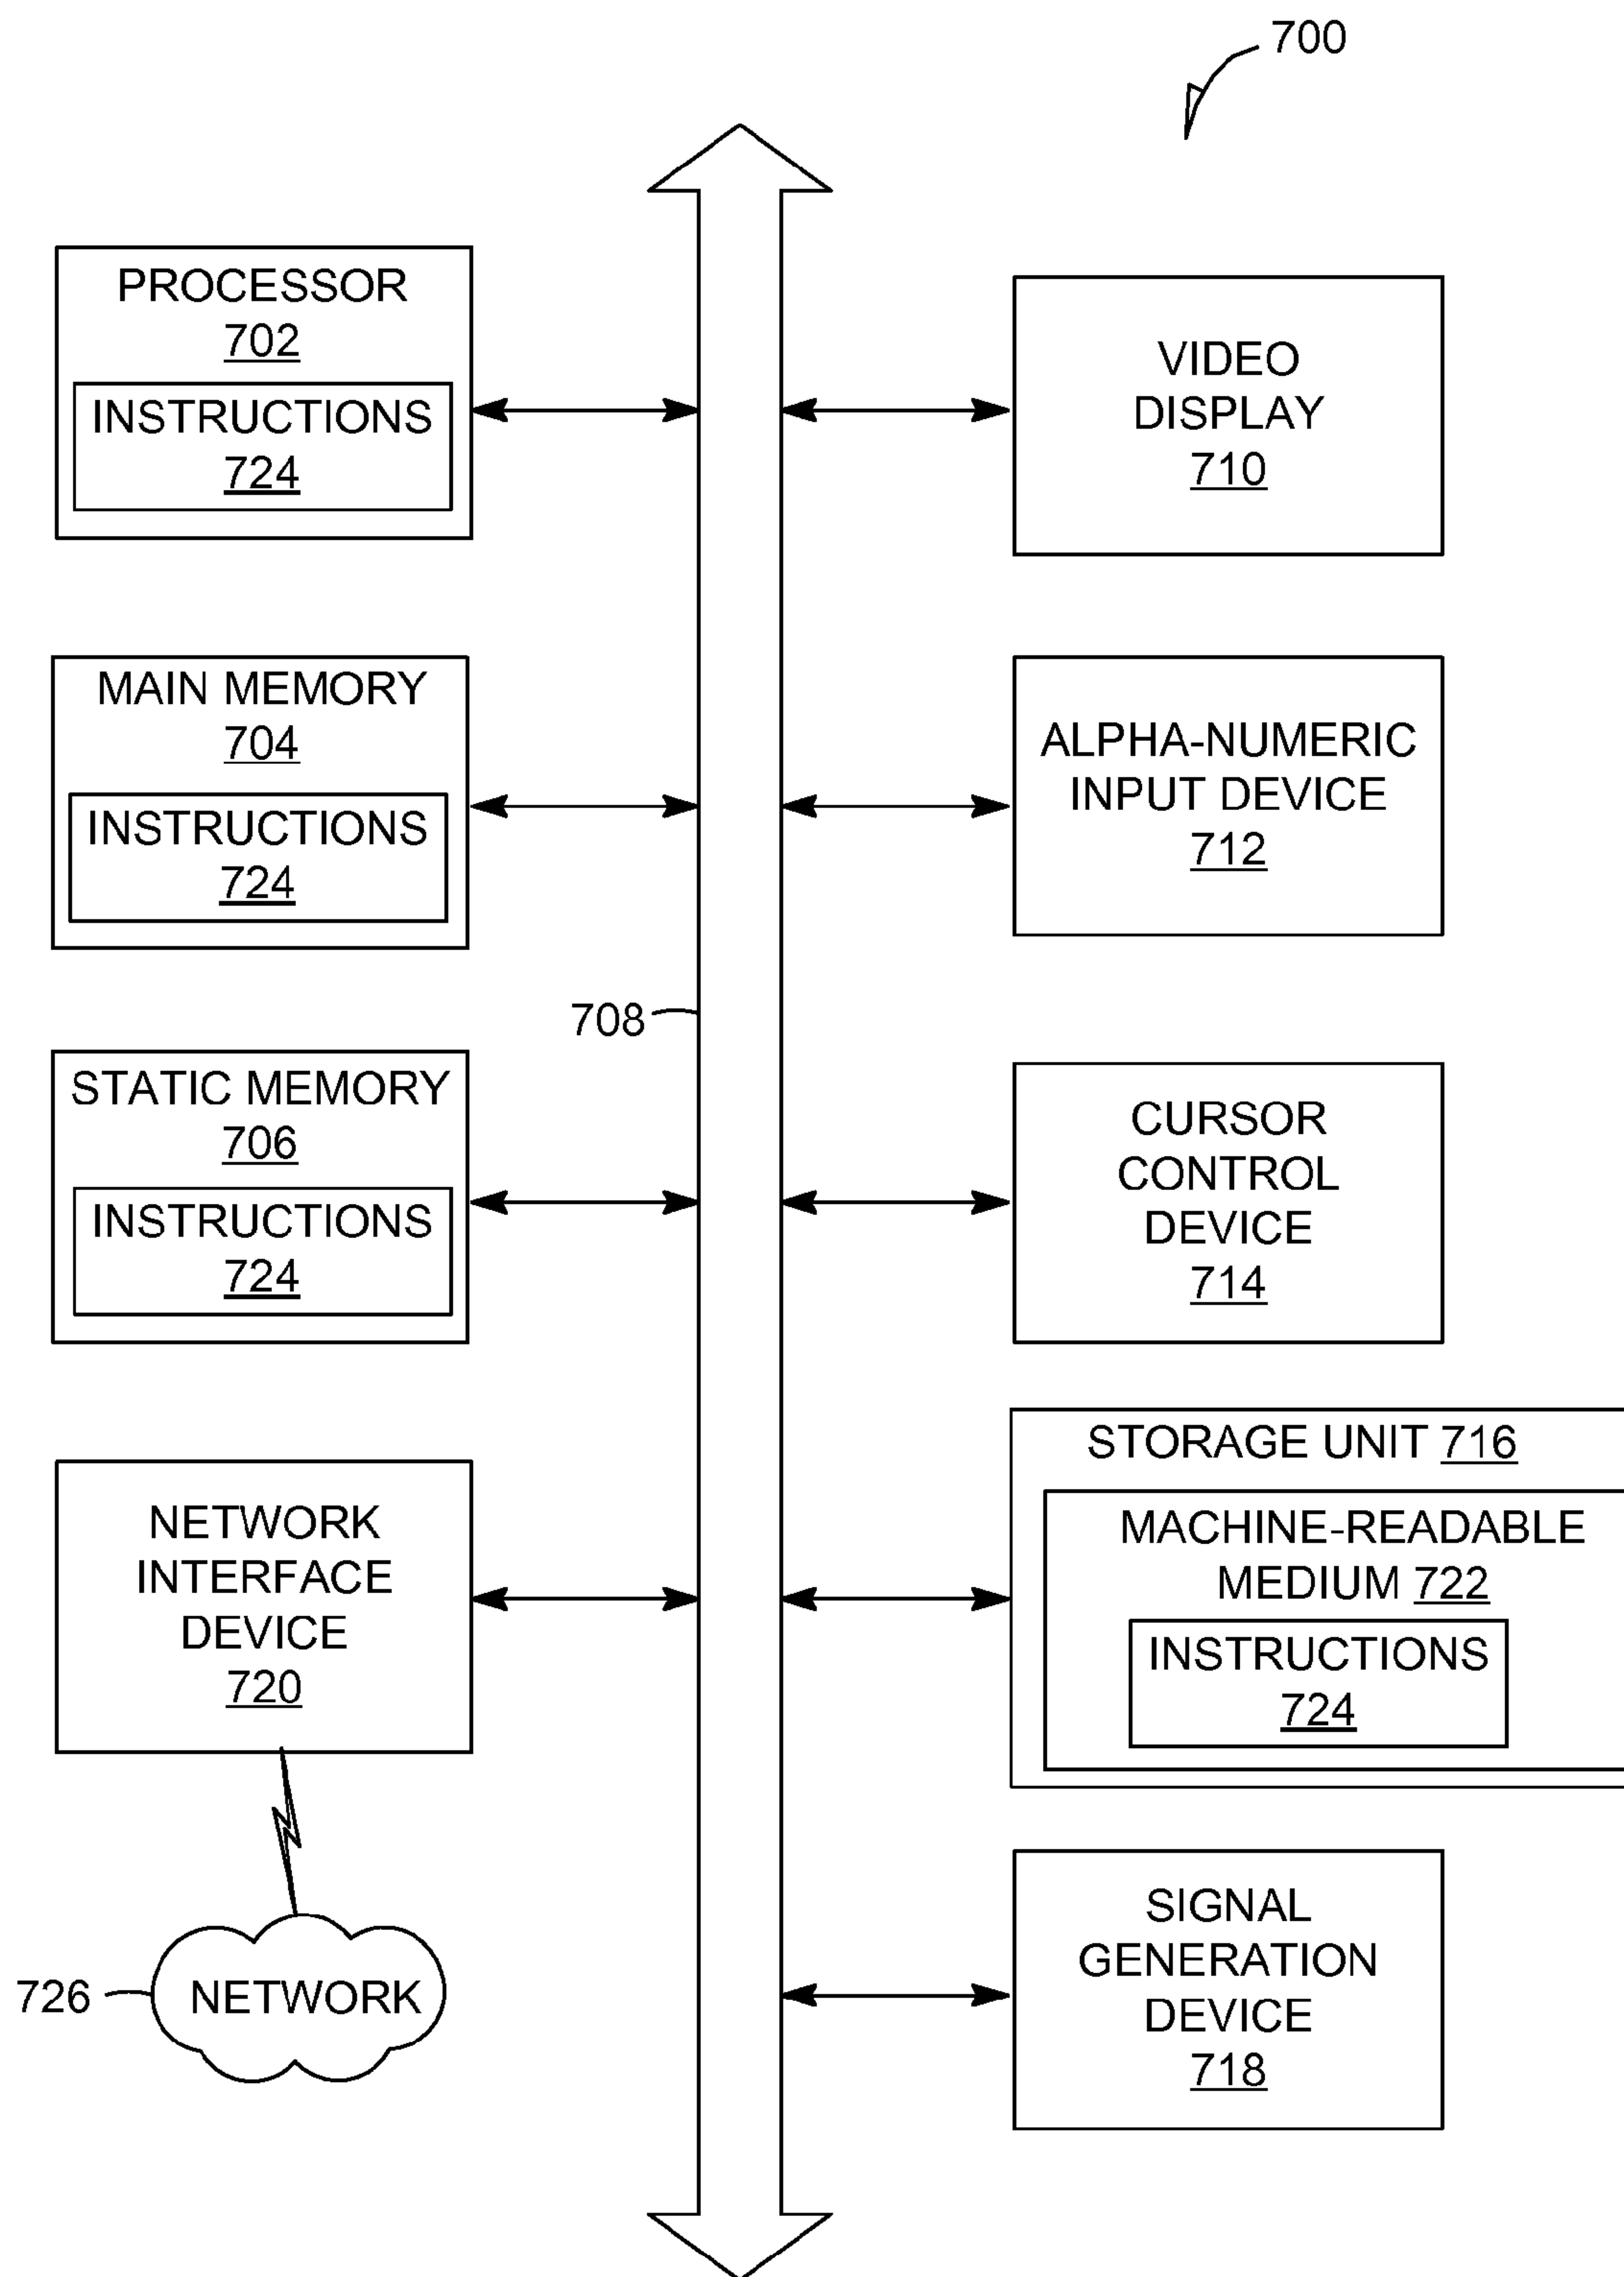 700
PROCESSOR
702
INSTRUCTIONS
724
VIDEO
DISPLAY
710
MAIN MEMORY
704
INSTRUCTIONS
724
ALPHA-NUMERIC
INPUT DEVICE
712
708
STATIC MEMORY
706
INSTRUCTIONS
724
CURSOR
CONTROL
DEVICE
714
NETWORK
INTERFACE
DEVICE
720
STORAGE UNIT 716
MACHINE-READABLE
MEDIUM 722
INSTRUCTIONS
724
726
NETWORK
SIGNAL
GENERATION
DEVICE
718